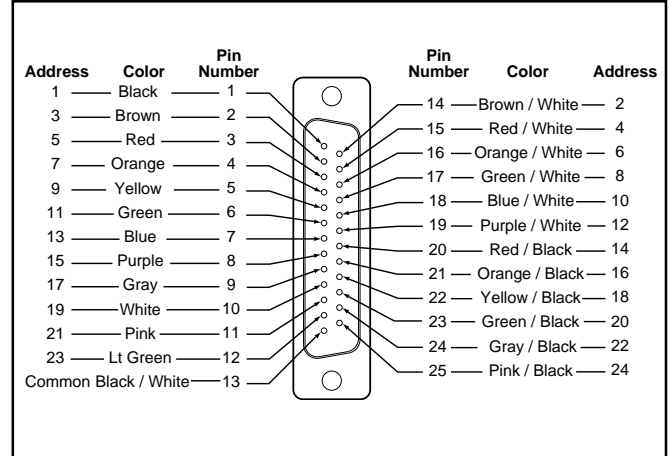 Address Color Pin Number
1 Black 1
3 Brown 2
5 Red 3
7 Orange 4
9 Yellow 5
11 Green 6
13 Blue 7
15 Purple 8
17 Gray 9
19 White 10
21 Pink 11
23 Lt Green 12
Common Black / White 13
Pin Number Color Address
14 Brown / White 2
15 Red / White 4
16 Orange / White 6
17 Green / White 8
18 Blue / White 10
19 Purple / White 12
20 Red / Black 14
21 Orange / Black 16
22 Yellow / Black 18
23 Green / Black 20
24 Gray / Black 22
25 Pink / Black 24